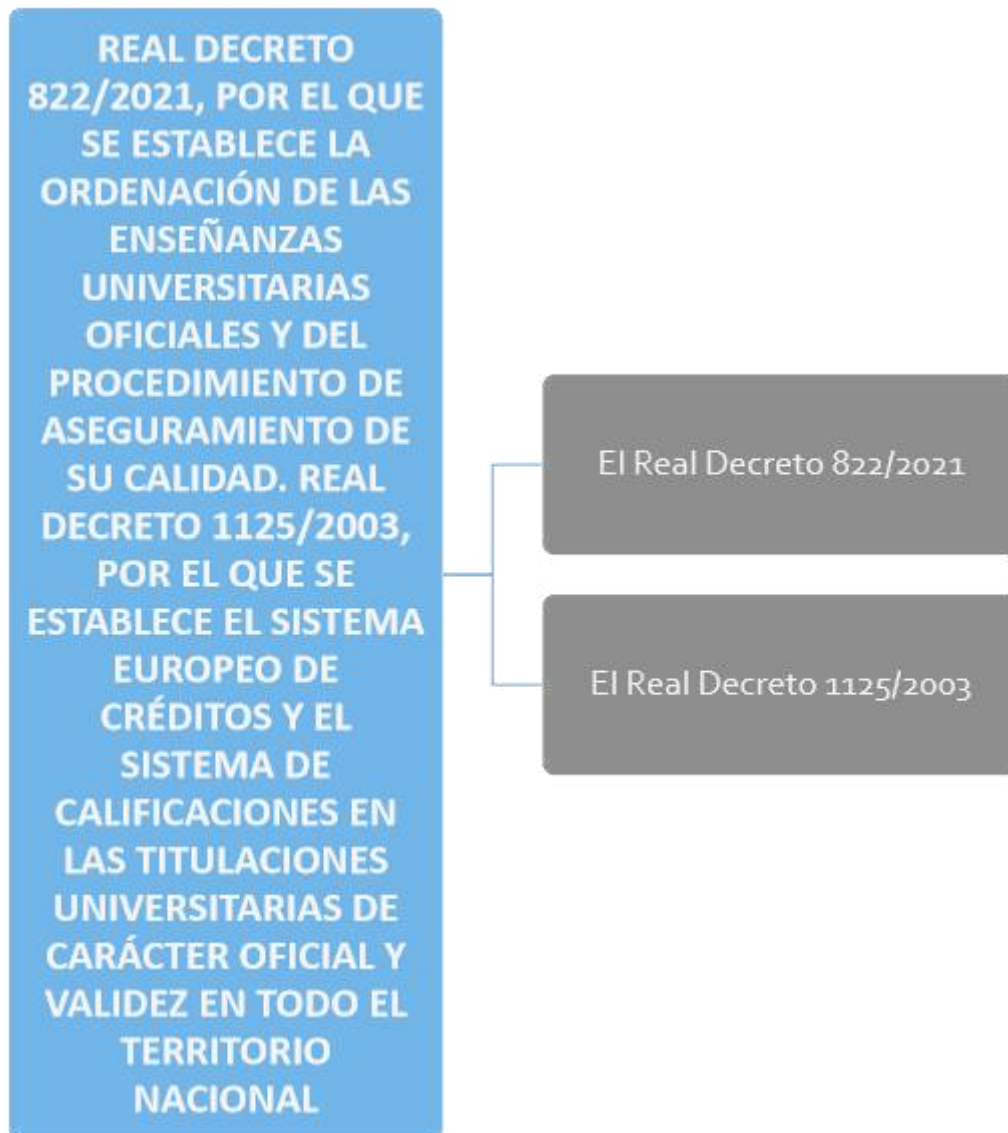 REAL DECRETO
822/2021, POR EL QUE
SE ESTABLECE LA
ORDENACIÓN DE LAS
ENSEÑANZAS
UNIVERSITARIAS
OFICIALES Y DEL
PROCEDIMIENTO DE
ASEGURAMIENTO DE
SU CALIDAD. REAL
DECRETO 1125/2003,
POR EL QUE SE
ESTABLECE EL SISTEMA
EUROPEO DE
CRÉDITOS Y EL
SISTEMA DE
CALIFICACIONES EN
LAS TITULACIONES
UNIVERSITARIAS DE
CARÁCTER OFICIAL Y
VALIDEZ EN TODO EL
TERRITORIO
NACIONAL
El Real Decreto 822/2021
El Real Decreto 1125/2003